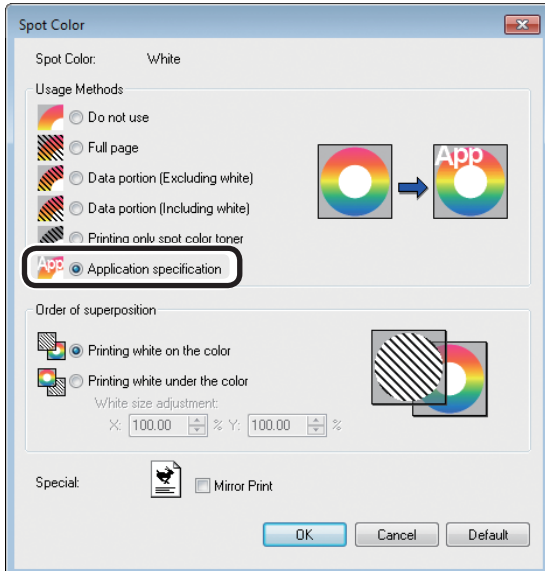 Spot Color
Spot Color: White
Usage Methods
Do not use
Full page
Data portion (Excluding white)
Data portion (Including white)
App
Printing only spot color toner
App Application specification
Order of superposition
Printing white on the color
Printing white under the color
White size adjustment:
X: 100.00 % Y: 100.00 %
Special: Mirror Print
OK Cancel Default